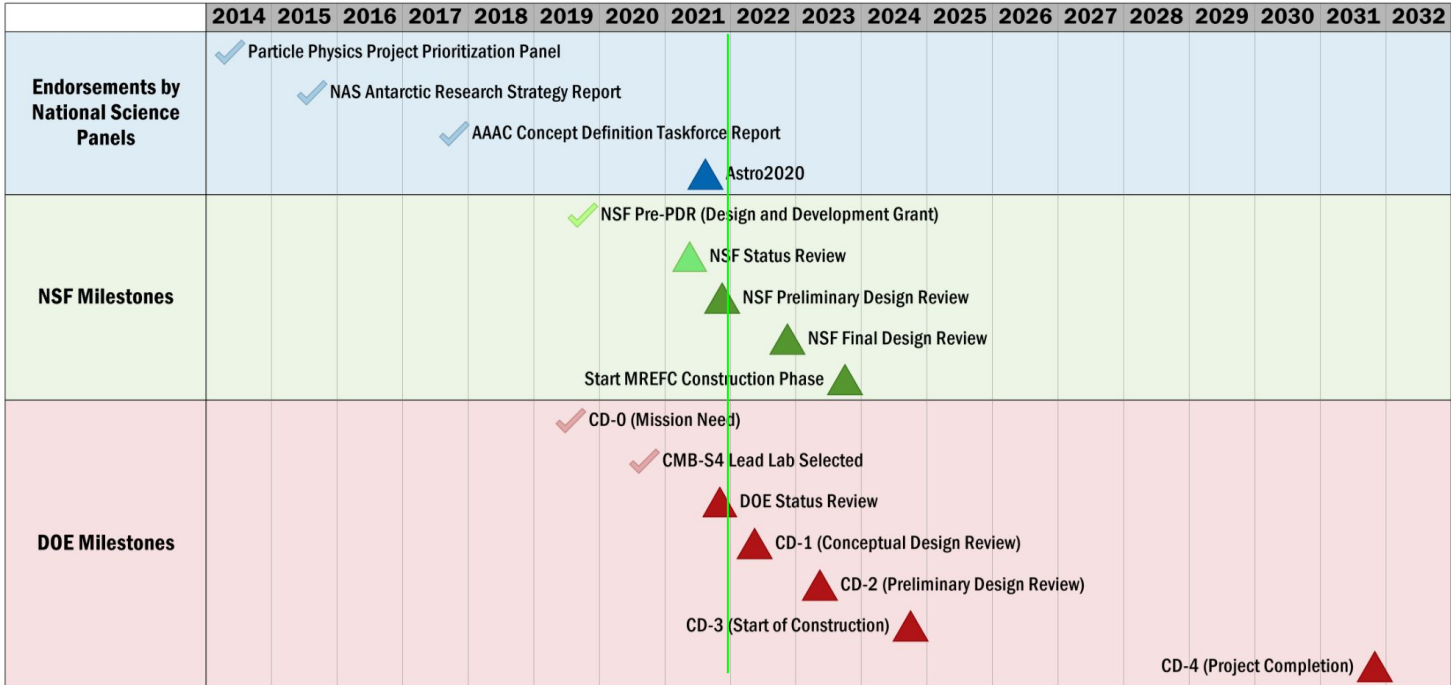 2014 2015 2016 2017 2018 2019 2020 2021 2022 2023 2024 2025 2026 2027 2028 2029 2030 2031 2032
Endorsements by
National Science
Panels
Particle Physics Project Prioritization Panel
NAS Antarctic Research Strategy Report
AAAC Concept Definition Taskforce Report
Astro2020
NSF Milestones
NSF Pre-PDR (Design and Development Grant)
NSF Status Review
NSF Preliminary Design Review
NSF Final Design Review
Start MREFC Construction Phase
DOE Milestones
CD-0 (Mission Need)
CMB-S4 Lead Lab Selected
DOE Status Review
CD-1 (Conceptual Design Review)
CD-2 (Preliminary Design Review)
CD-3 (Start of Construction)
CD-4 (Project Completion)